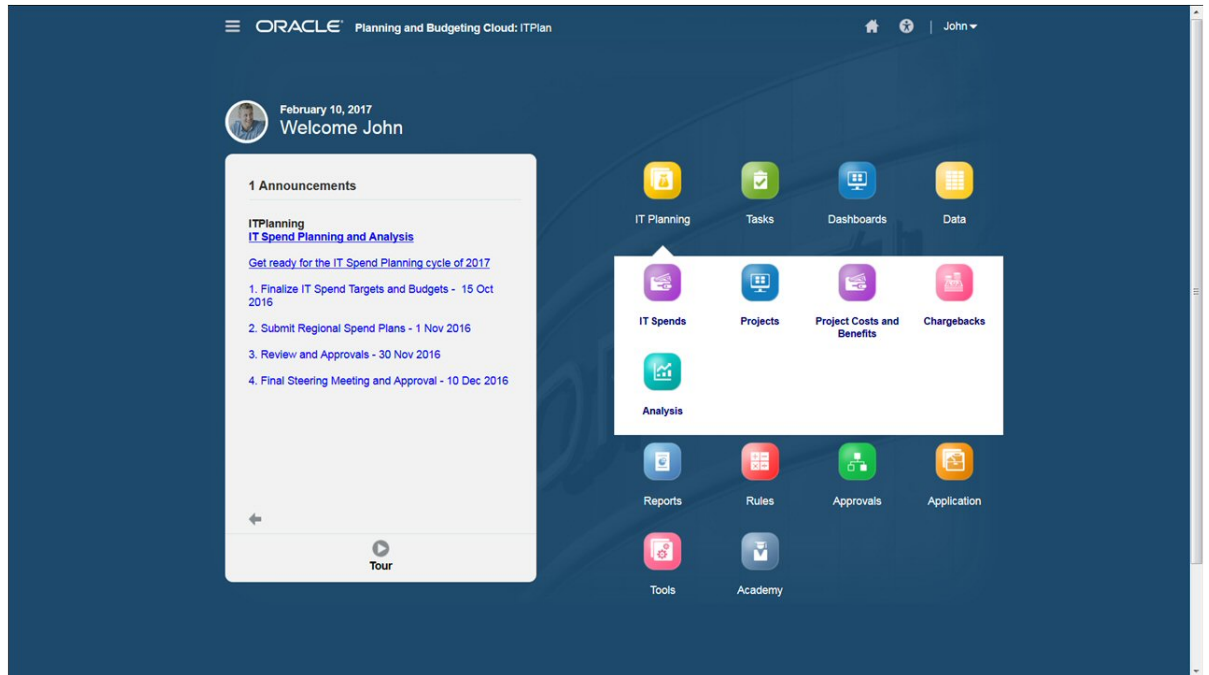 ORACLE® Planning and Budgeting Cloud: ITPlan
John
February 10, 2017
Welcome John
1 Announcements
ITPlanning
IT Spend Planning and Analysis
Get ready for the IT Spend Planning cycle of 2017
1. Finalize IT Spend Targets and Budgets - 15 Oct
2016
2. Submit Regional Spend Plans - 1 Nov 2016
3. Review and Approvals - 30 Nov 2016
4. Final Steering Meeting and Approval - 10 Dec 2016
Tour
IT Planning
Tasks
Dashboards
Data
IT Spends
Projects
Project Costs and
Benefits
Chargebacks
Analysis
Reports
Rules
Approvals
Application
Tools
Academy